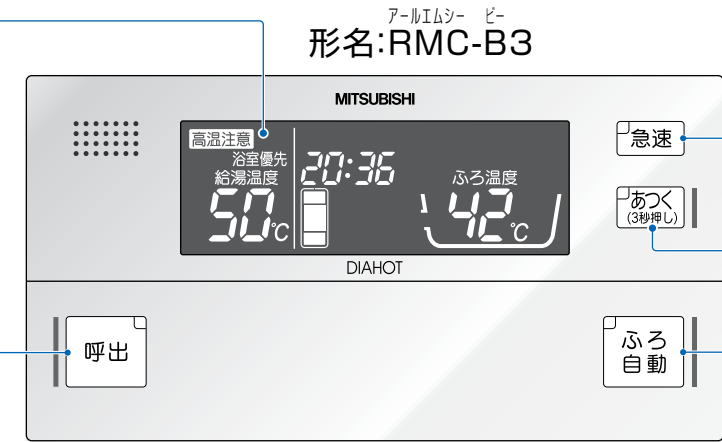 アールエムシー ビー
形名:RMC-B3
MITSUBISHI
高温注意
浴室優先
給湯温度
50℃
20:36
ふろ温度
42℃
急速
あつく
(3秒押し)
DIAHOT
呼出
ふろ
自動